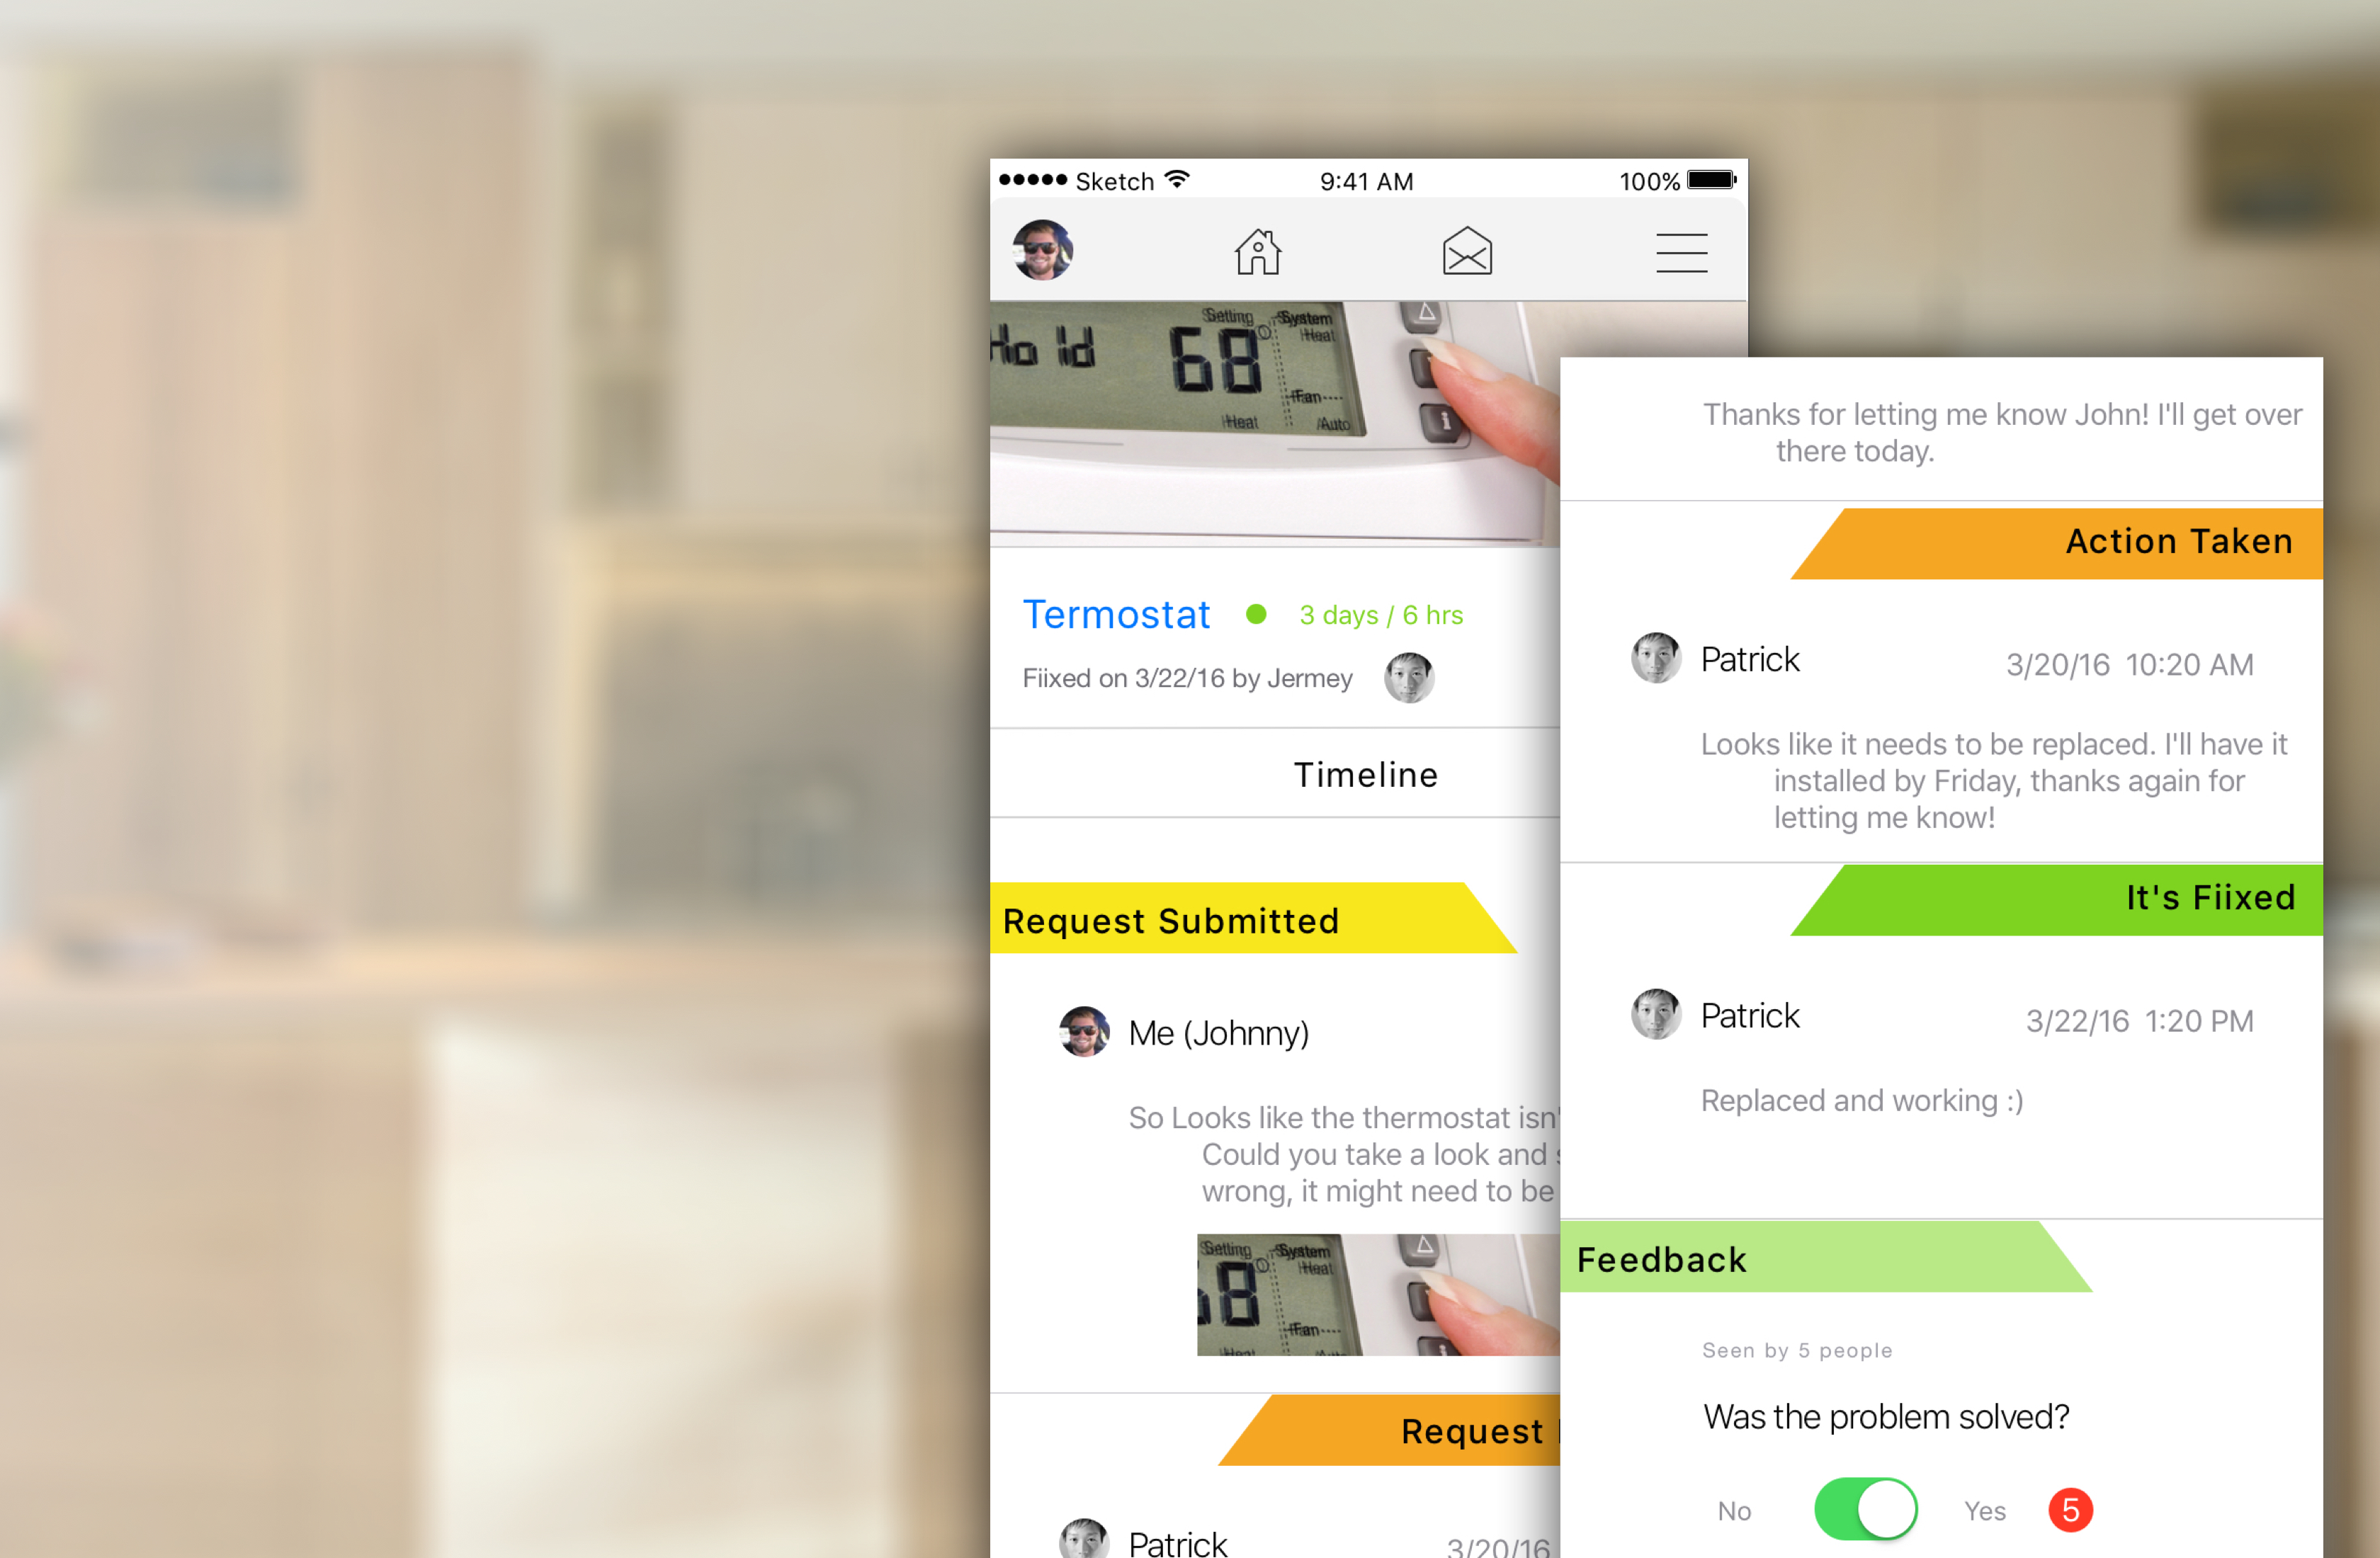 Sketch 9:41 AM 100%
Hold 68 Setting System
Heat
Fan
Heat Auto
i
Termostat 3 days / 6 hrs
Fiixed on 3/22/16 by Jermey
Timeline
Request Submitted
Me (Johnny)
So Looks like the thermostat
Could you take a look and
wrong, it might need to be
Setting System
Heat
8
Fan
i
Request
Patrick 3/20/16
Thanks for letting me know John! I'll get over
there today.
Action Taken
Patrick 3/20/16 10:20 AM
Looks like it needs to be replaced. I'll have it
installed by Friday, thanks again for
letting me know!
It's Fiixed
Patrick 3/22/16 1:20 PM
Replaced and working :)
Feedback
Seen by 5 people
Was the problem solved?
No Yes 5